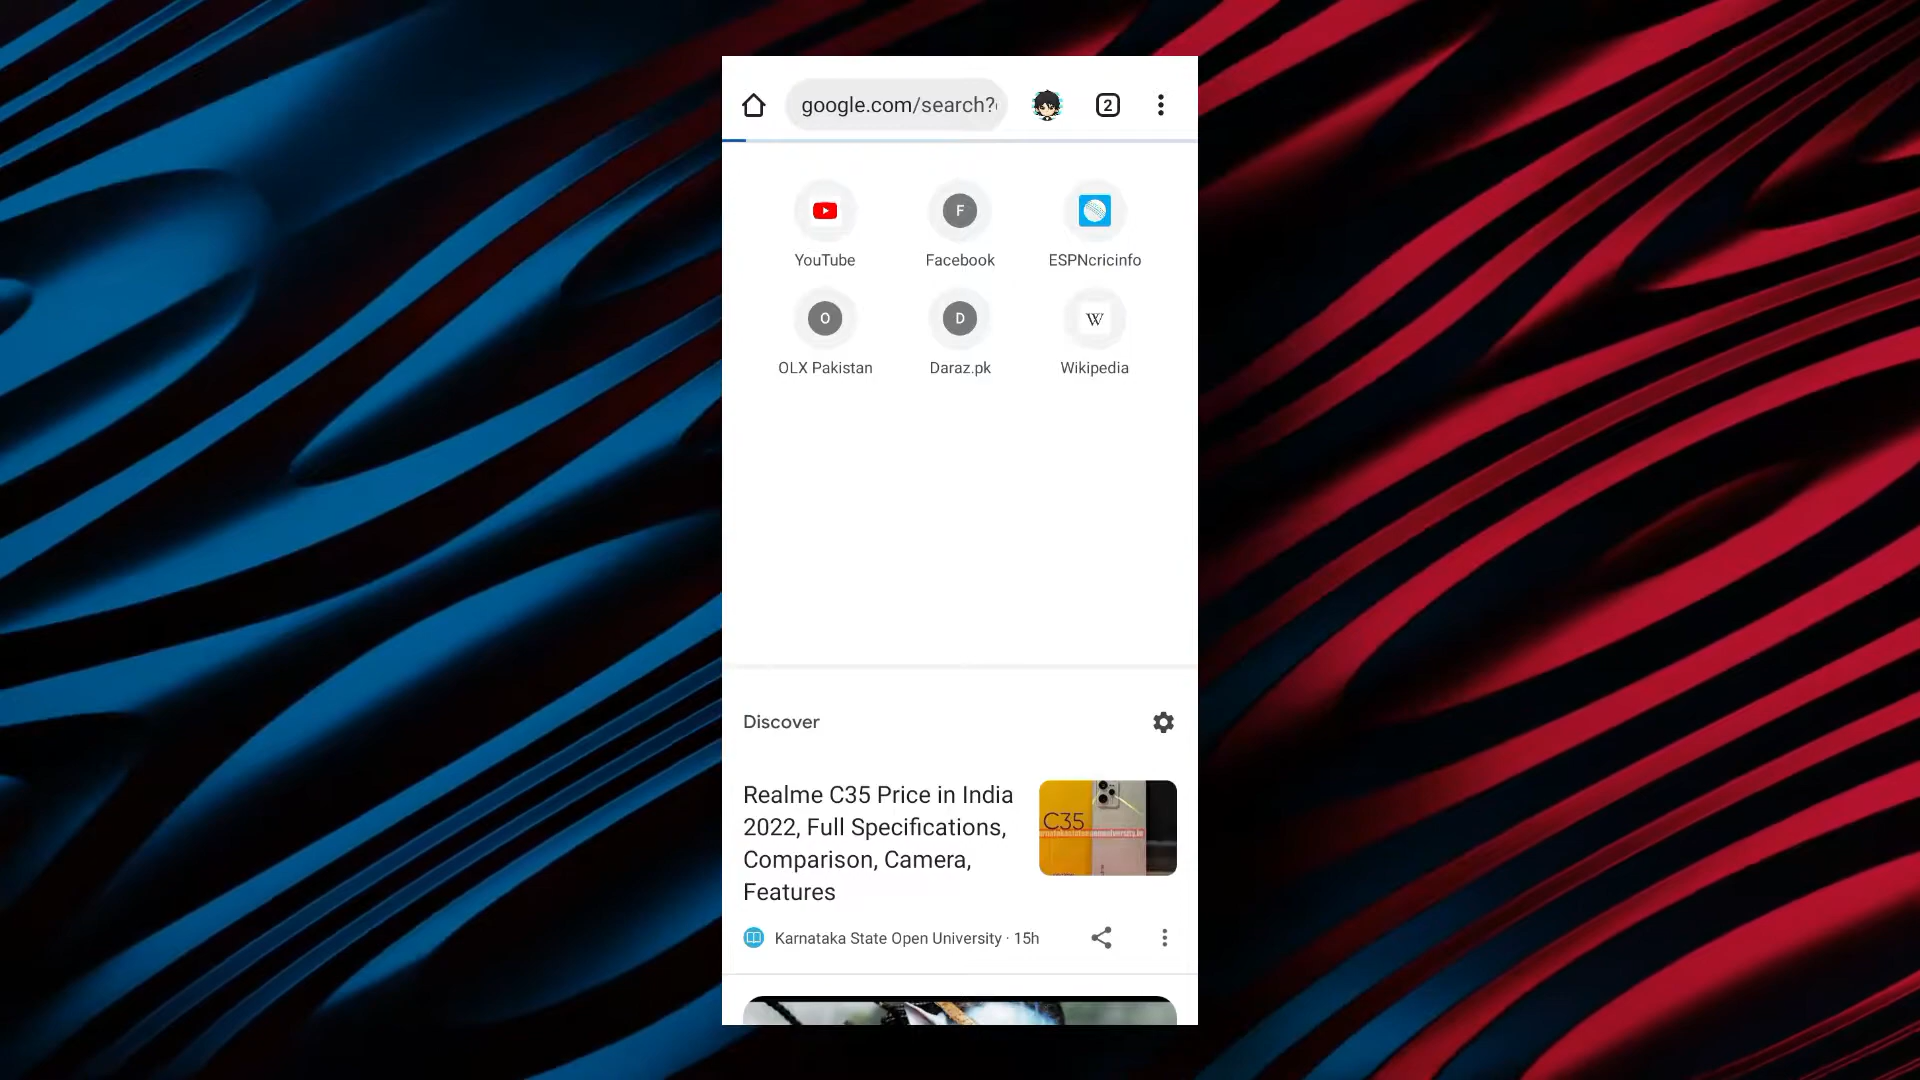 google.com/search?
2
YouTube
F
Facebook
ESPNcricinfo
O
OLX Pakistan
D
Daraz.pk
W
Wikipedia
Discover
Realme C35 Price in India
2022, Full Specifications,
Comparison, Camera,
Features
C35
Karnataka State Open University · 15h